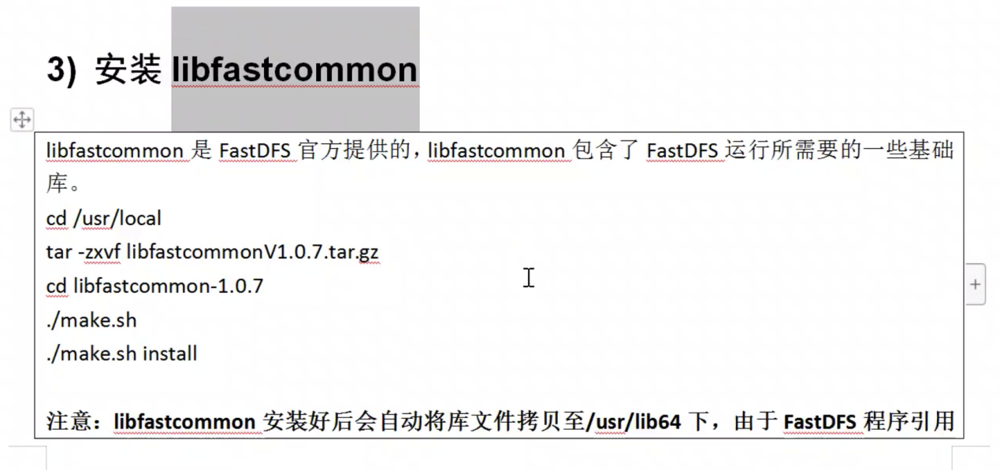 3) 安装 libfastcommon
libfastcommon 是 FastDFS 官方提供的，libfastcommon 包含了 FastDFS 运行所需要的一些基础
库。
cd /usr/local
tar -zxvf libfastcommonV1.0.7.tar.gz
cd libfastcommon-1.0.7
./make.sh
./make.sh install
注意：libfastcommon 安装好后会自动将库文件拷贝至/usr/lib64 下，由于 FastDFS 程序引用